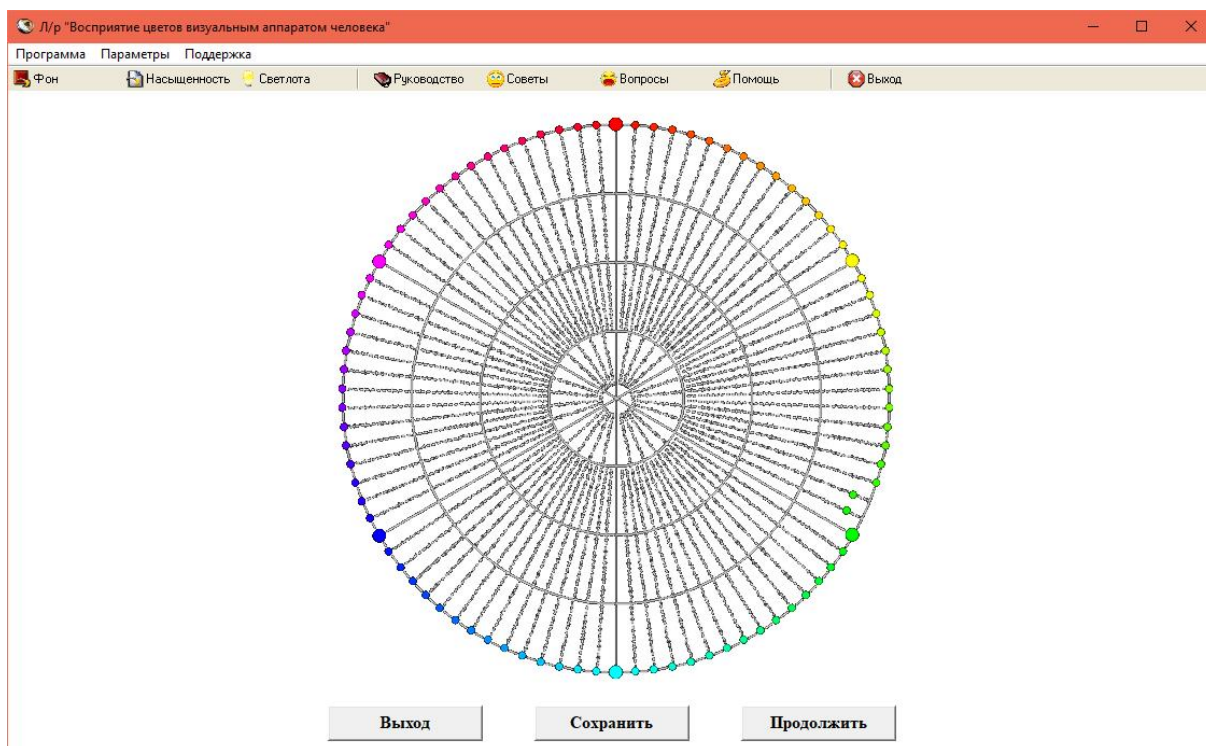 Л/р "Восприятие цветов визуальным аппаратом человека"
Программа Параметры Поддержка
Фон Насыщенность Светлота Руководство Советы Вопросы Помощь Выход
Выход Сохранить Продолжить